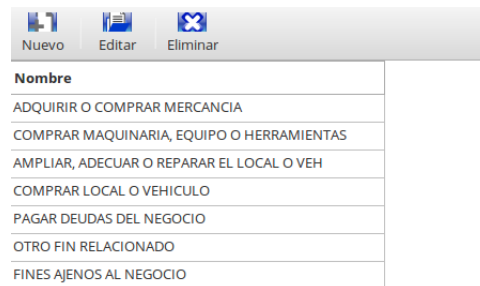 Nuevo Editar Eliminar
Nombre
ADQUIRIR O COMPRAR MERCANCIA
COMPRAR MAQUINARIA, EQUIPO O HERRAMIENTAS
AMPLIAR, ADECUAR O REPARAR EL LOCAL O VEH
COMPRAR LOCAL O VEHICULO
PAGAR DEUDAS DEL NEGOCIO
OTRO FIN RELACIONADO
FINES AJENOS AL NEGOCIO